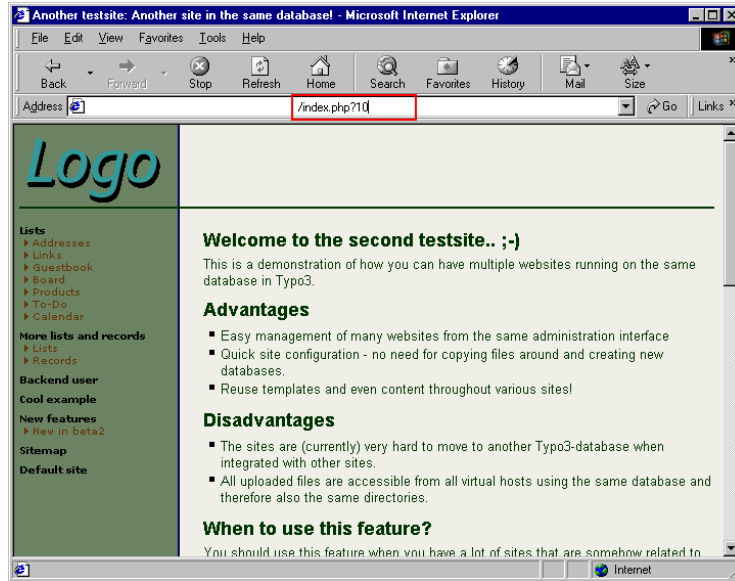 Another testsite: Another site in the same database! - Microsoft Internet Explorer
File Edit View Favorites Tools Help
Back Forward Stop Refresh Home Search Favorites History Mail Size
Address /index.php?10 Go Links
Logo
Lists
Addresses
Links
Guestbook
Board
Products
To-Do
Calendar
More lists and records
Lists
Records
Backend user
Cool example
New features
New in beta2
Sitemap
Default site
Welcome to the second testsite.. ;-)
This is a demonstration of how you can have multiple websites running on the same
database in Typo3.
Advantages
Easy management of many websites from the same administration interface
Quick site configuration - no need for copying files around and creating new
databases.
Reuse templates and even content throughout various sites!
Disadvantages
The sites are (currently) very hard to move to another Typo3-database when
integrated with other sites.
All uploaded files are accessible from all virtual hosts using the same database and
therefore also the same directories.
When to use this feature?
You should use this feature when you have a lot of sites that are somehow related to
Internet